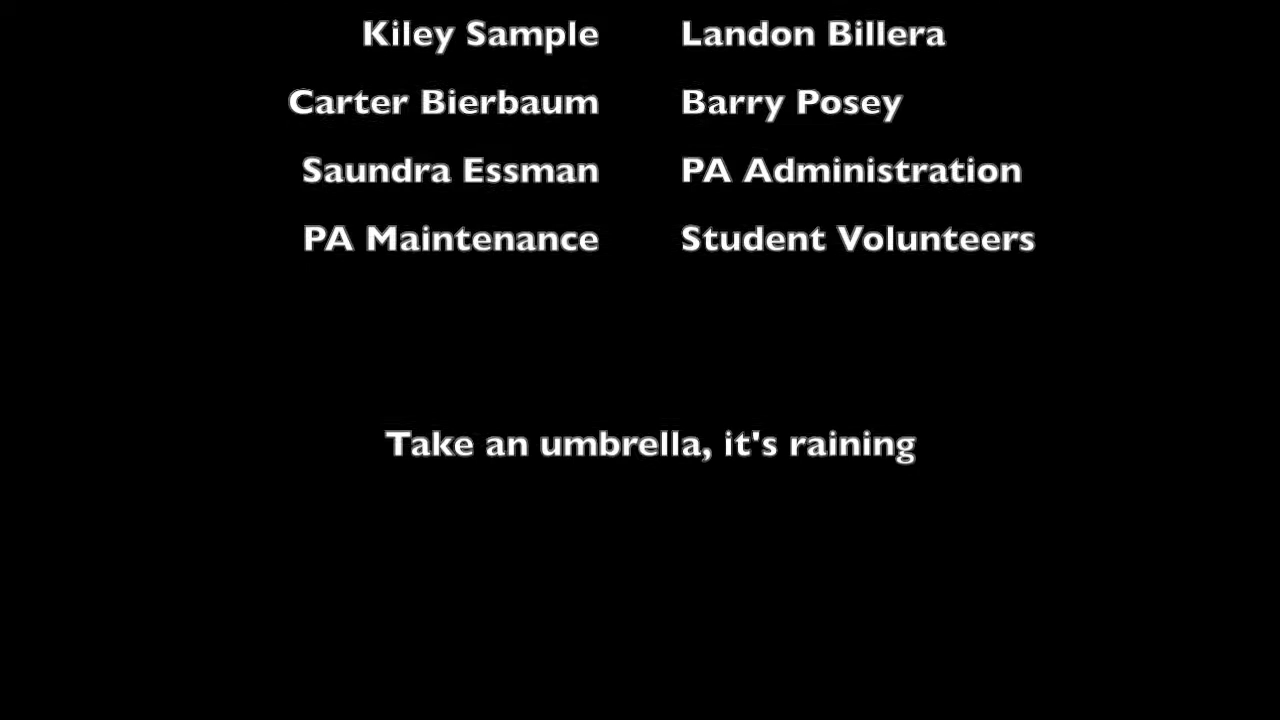 Kiley Sample Landon Billera
Carter Bierbaum Barry Posey
Saundra Essman PA Administration
PA Maintenance Student Volunteers
Take an umbrella, it's raining